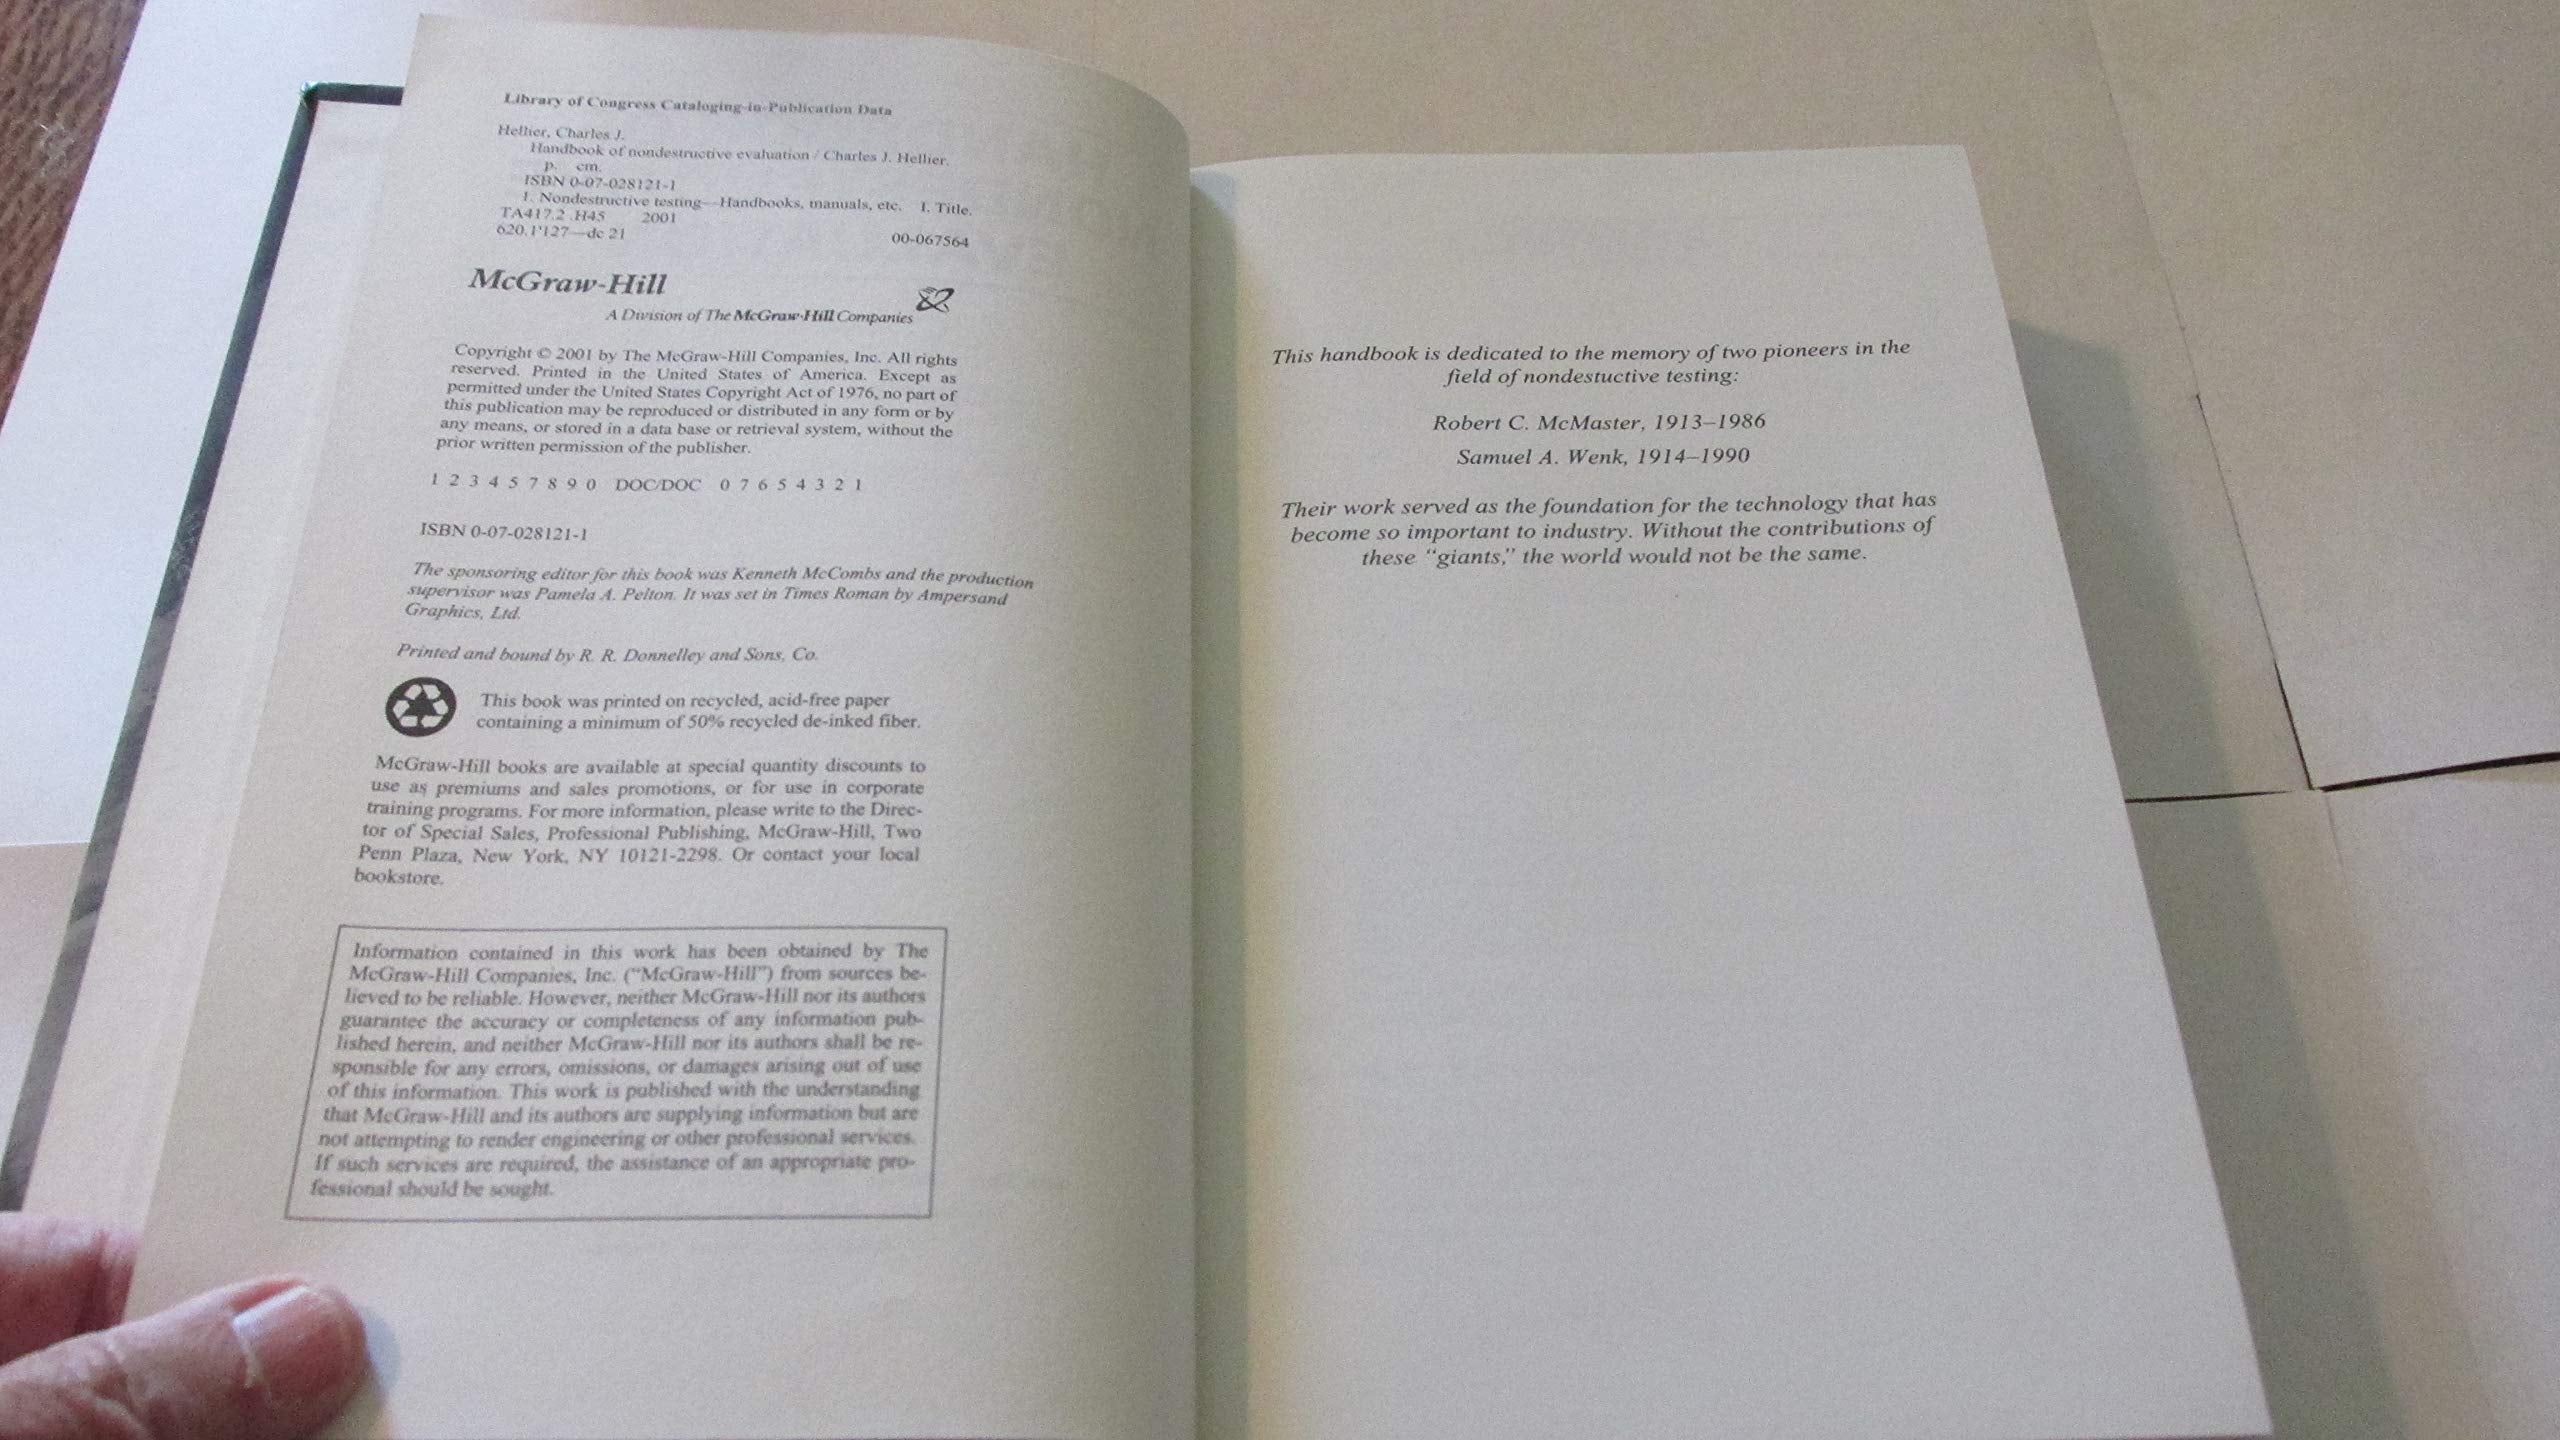 Library of Congress Cataloging-in-Publication Data
Hellier, Charles J.
Handbook of nondestructive evaluation / Charles J. Hellier.
p. cm.
ISBN 0-07-028121-1
1. Nondestructive testing—Handbooks, manuals, etc. I. Title.
TA417.2 .H45 2001
620.1'127—dc 21 00-067564
McGraw-Hill
A Division of The McGraw-Hill Companies
Copyright © 2001 by The McGraw-Hill Companies, Inc. All rights
reserved. Printed in the United States of America. Except as
permitted under the United States Copyright Act of 1976, no part of
this publication may be reproduced or distributed in any form or by
any means, or stored in a data base or retrieval system, without the
prior written permission of the publisher.
1 2 3 4 5 7 8 9 0 DOC/DOC 0 7 6 5 4 3 2 1
ISBN 0-07-028121-1
The sponsoring editor for this book was Kenneth McCombs and the production
supervisor was Pamela A. Pelton. It was set in Times Roman by Ampersand
Graphics, Ltd.
Printed and bound by R. R. Donnelley and Sons, Co.
This book was printed on recycled, acid-free paper
containing a minimum of 50% recycled de-inked fiber.
McGraw-Hill books are available at special quantity discounts to
use as premiums and sales promotions, or for use in corporate
training programs. For more information, please write to the Direc-
tor of Special Sales, Professional Publishing, McGraw-Hill, Two
Penn Plaza, New York, NY 10121-2298. Or contact your local
bookstore.
Information contained in this work has been obtained by The
McGraw-Hill Companies, Inc. ("McGraw-Hill") from sources be-
lieved to be reliable. However, neither McGraw-Hill nor its authors
guarantee the accuracy or completeness of any information pub-
lished herein, and neither McGraw-Hill nor its authors shall be re-
sponsible for any errors, omissions, or damages arising out of use
of this information. This work is published with the understanding
that McGraw-Hill and its authors are supplying information but are
not attempting to render engineering or other professional services.
If such services are required, the assistance of an appropriate pro-
fessional should be sought.
This handbook is dedicated to the memory of two pioneers in the
field of nondestuctive testing:
Robert C. McMaster, 1913–1986
Samuel A. Wenk, 1914–1990
Their work served as the foundation for the technology that has
become so important to industry. Without the contributions of
these "giants," the world would not be the same.